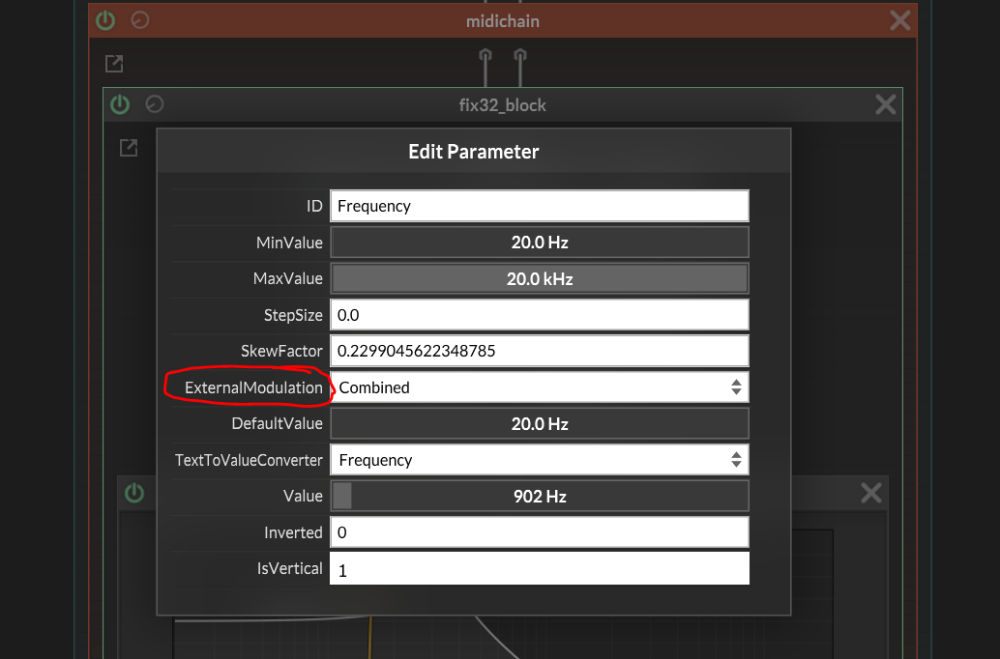 midichain
fix32_block
Edit Parameter
ID Frequency
MinValue 20.0 Hz
MaxValue 20.0 kHz
StepSize 0.0
SkewFactor 0.2299045622348785
ExternalModulation Combined
DefaultValue 20.0 Hz
TextToValueConverter Frequency
Value 902 Hz
Inverted 0
IsVertical 1